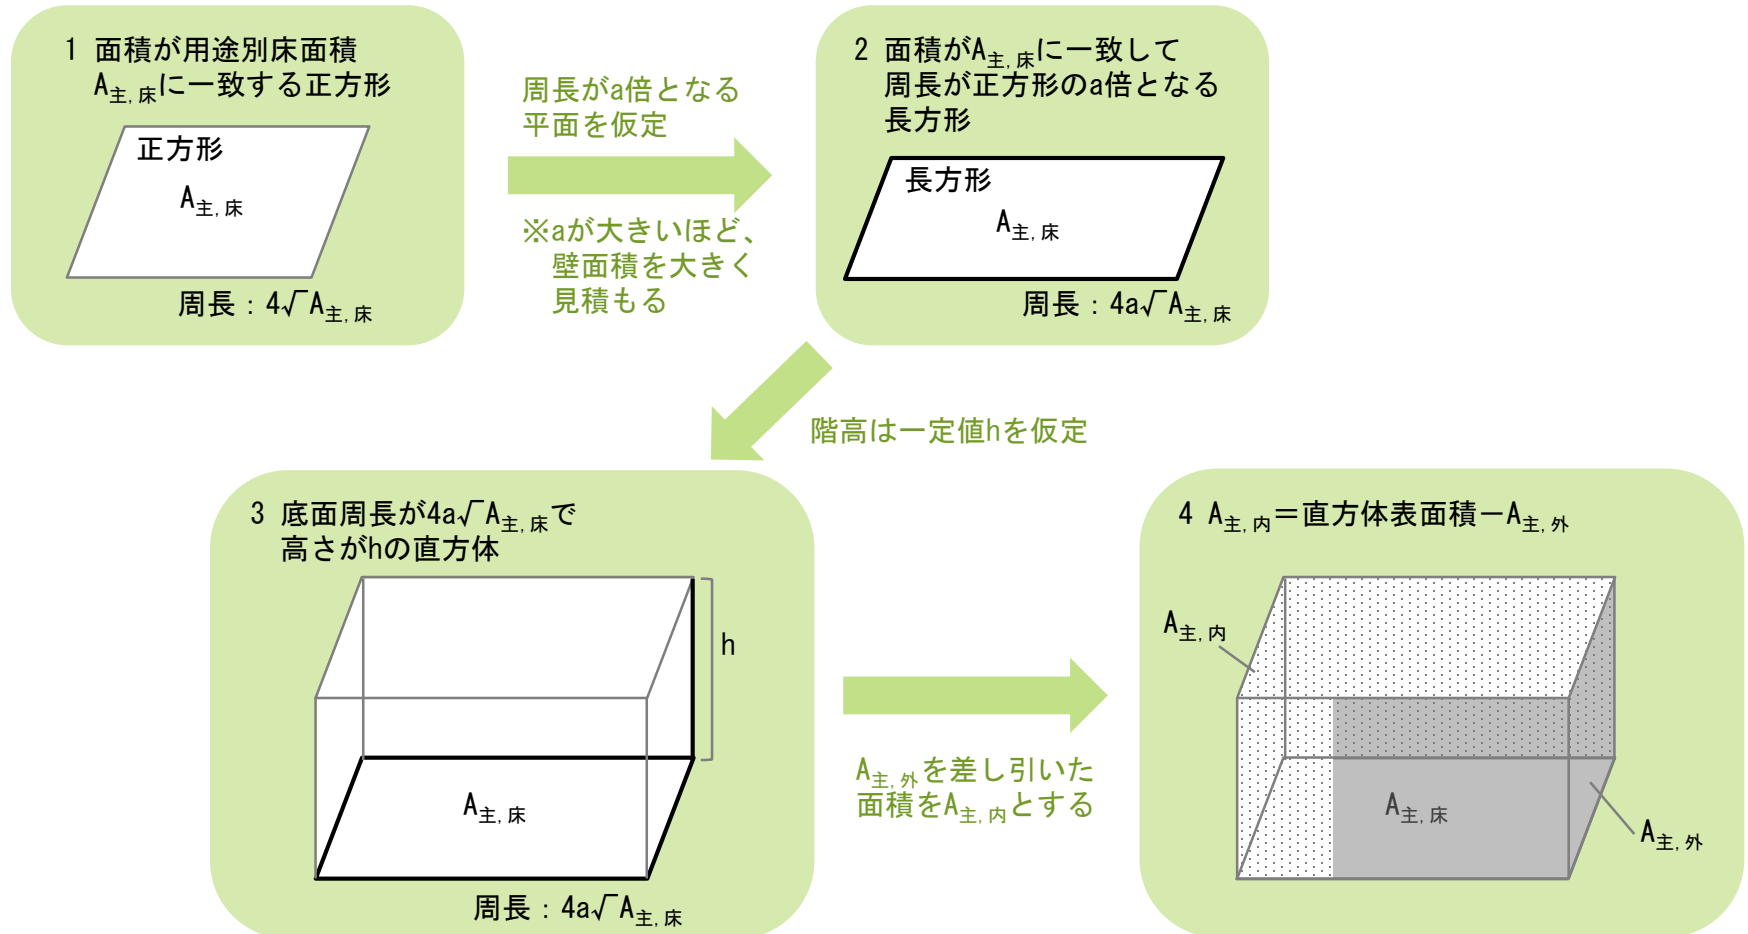 1 面積が用途別床面積
A主,床に一致する正方形
正方形
A主,床
周長：4√A主,床
周長がa倍となる
平面を仮定
※aが大きいほど、
壁面積を大きく
見積もる
2 面積がA主,床に一致して
周長が正方形のa倍となる
長方形
長方形
A主,床
周長：4a√A主,床
階高は一定値hを仮定
3 底面周長が4a√A主,床で
高さがhの直方体
h
A主,床
周長：4a√A主,床
A主,外を差し引いた
面積をA主,内とする
4 A主,内＝直方体表面積－A主,外
A主,内
A主,床
A主,外